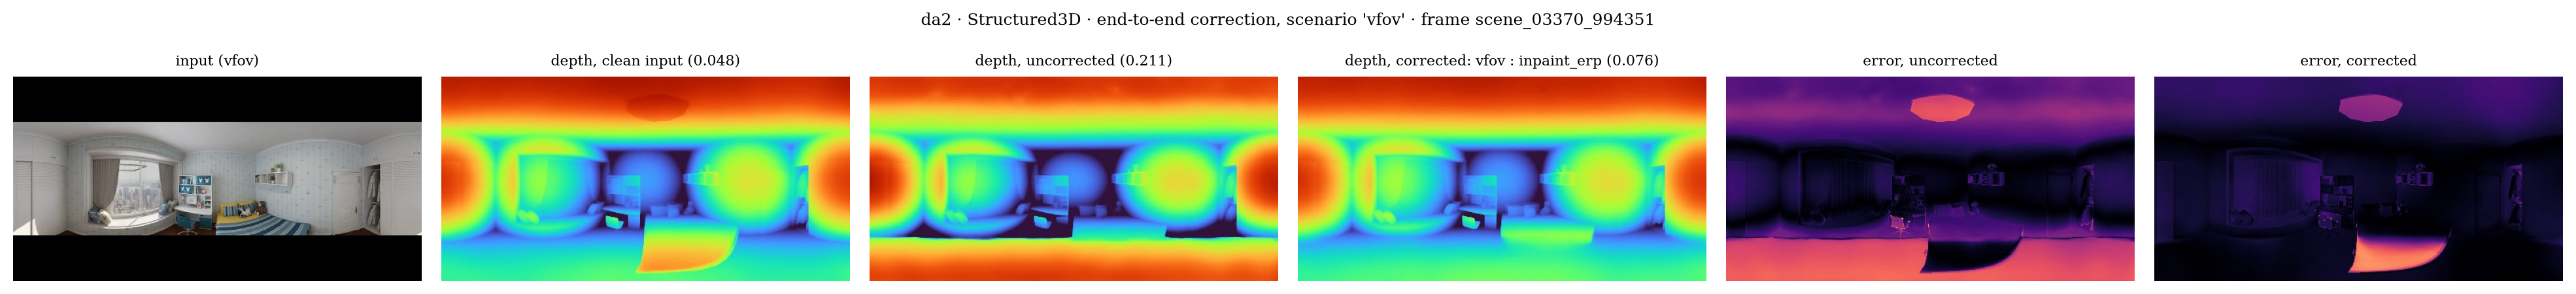 da2 · Structured3D · end-to-end correction, scenario 'vfov' · frame scene_03370_994351
input (vfov)
depth, clean input (0.048)
depth, uncorrected (0.211)
depth, corrected: vfov : inpaint_erp (0.076)
error, uncorrected
error, corrected